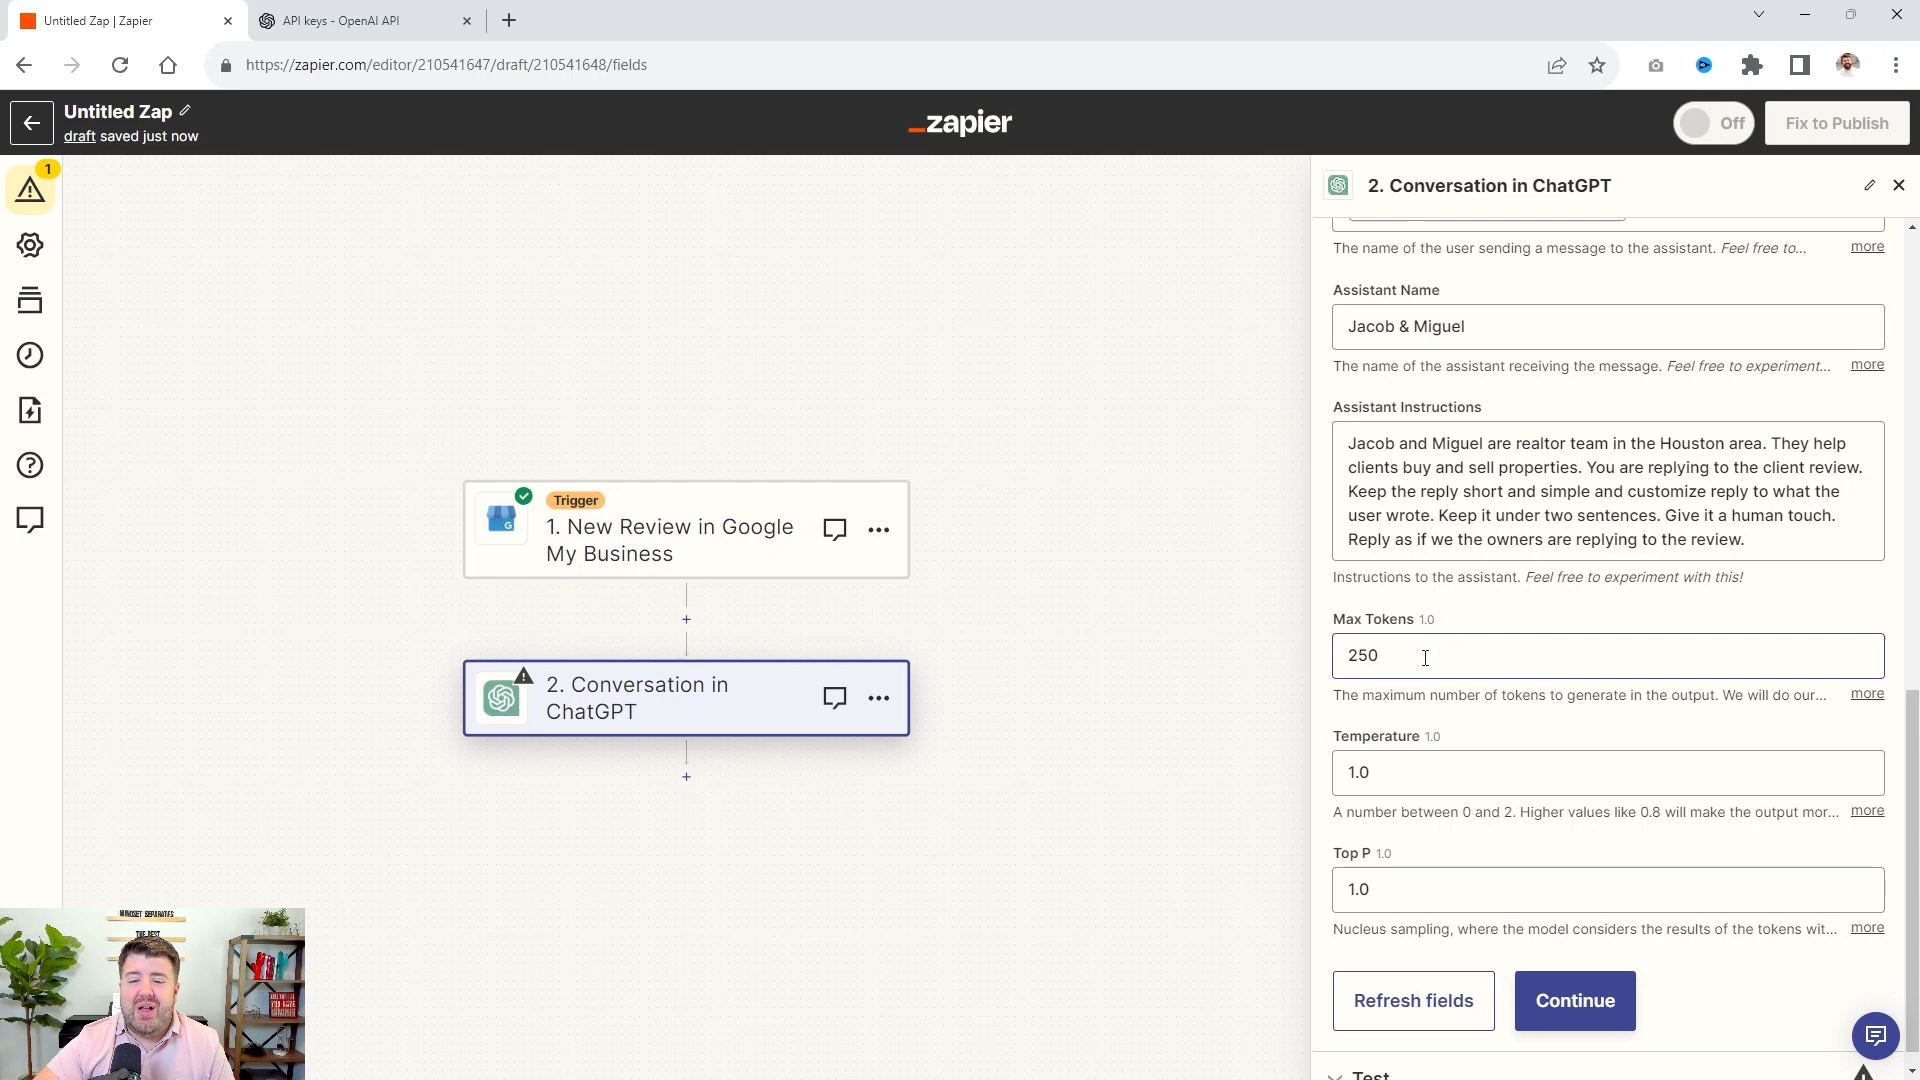 Untitled Zap | Zapier
API keys - OpenAI API
https://zapier.com/editor/210541647/draft/210541648/fields
Untitled Zap
draft saved just now
_zapier
Off
Fix to Publish
1
2. Conversation in ChatGPT
The name of the user sending a message to the assistant. Feel free to... more
Assistant Name
Jacob & Miguel
The name of the assistant receiving the message. Feel free to experiment... more
Assistant Instructions
Jacob and Miguel are realtor team in the Houston area. They help
clients buy and sell properties. You are replying to the client review.
Keep the reply short and simple and customize reply to what the
user wrote. Keep it under two sentences. Give it a human touch.
Reply as if we the owners are replying to the review.
Instructions to the assistant. Feel free to experiment with this!
Max Tokens 1.0
250
The maximum number of tokens to generate in the output. We will do our... more
Temperature 1.0
1.0
A number between 0 and 2. Higher values like 0.8 will make the output mor... more
Top P 1.0
1.0
Nucleus sampling, where the model considers the results of the tokens wit... more
Refresh fields
Continue
Test
Trigger
1. New Review in Google
My Business
+
2. Conversation in
ChatGPT
+
MINDSET SEPARATES
THE BEST